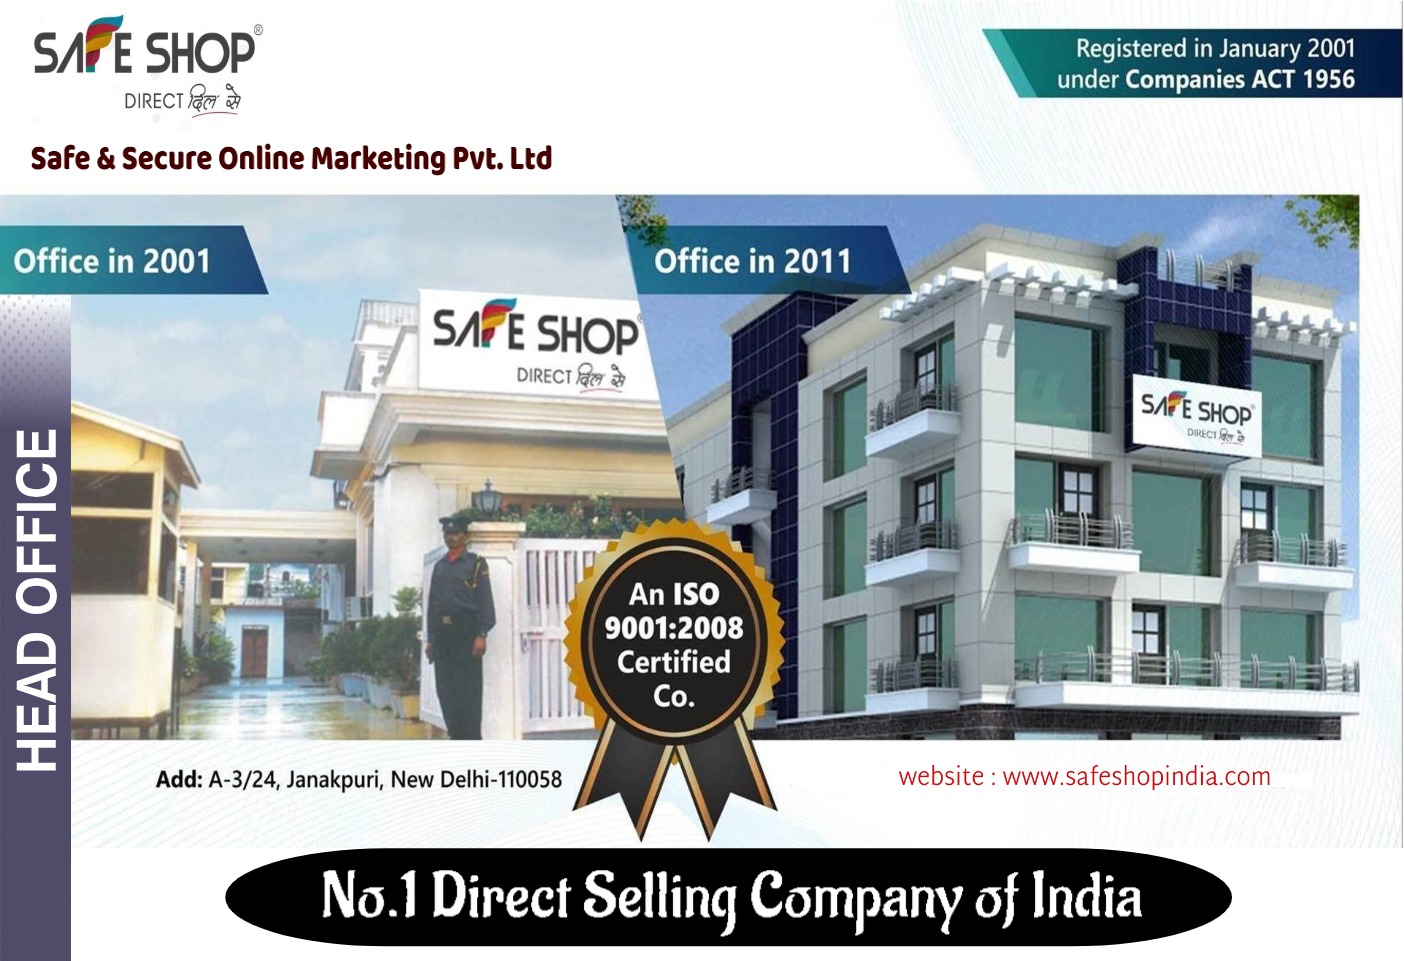 SAFE SHOP®
DIRECT दिल से
Safe & Secure Online Marketing Pvt. Ltd
Registered in January 2001
under Companies ACT 1956
Office in 2001
Office in 2011
SAFE SHOP
DIRECT दिल से
SAFE SHOP
DIRECT दिल से
HEAD OFFICE
An ISO
9001:2008
Certified
Co.
Add: A-3/24, Janakpuri, New Delhi-110058
website : www.safeshopindia.com
No.1 Direct Selling Company of India